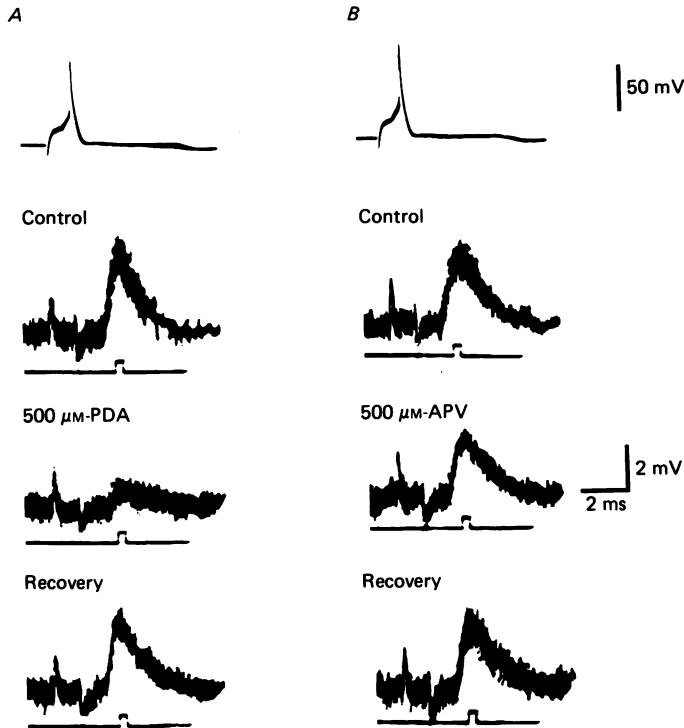 A
B
50 mV
Control
Control
500 μM-PDA
500 μM-APV
2 mV
2 ms
Recovery
Recovery